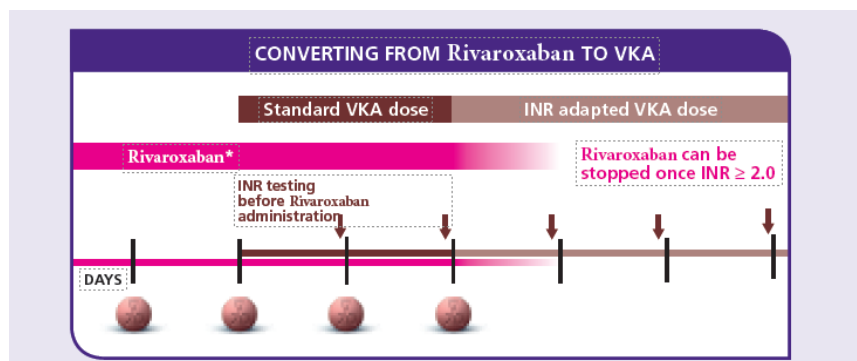 CONVERTING FROM Rivaroxaban TO VKA
Standard VKA dose
INR adapted VKA dose
Rivaroxaban*
Rivaroxaban can be
stopped once INR ≥ 2.0
INR testing
before Rivaroxaban
administration
DAYS